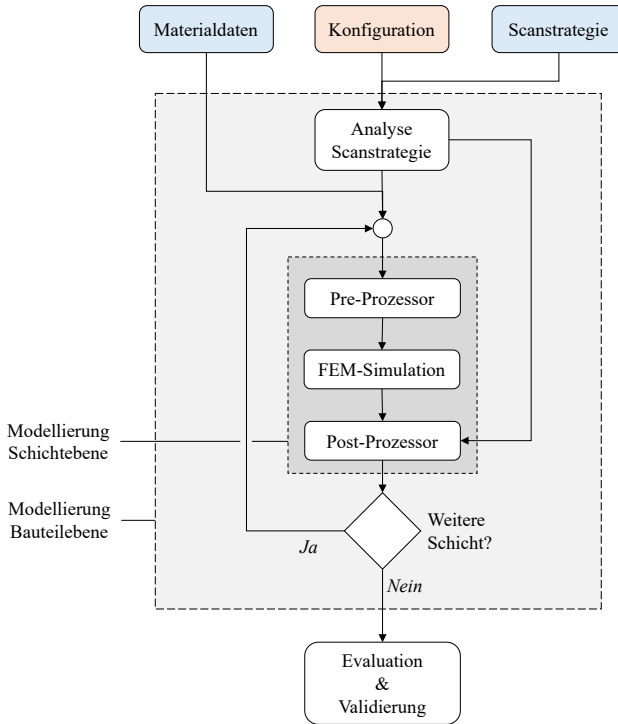 Materialdaten
Konfiguration
Scanstrategie
Analyse
Scanstrategie
Pre-Prozessor
FEM-Simulation
Post-Prozessor
Modellierung
Schichtebene
Modellierung
Bauteilebene
Weitere
Schicht?
Ja
Nein
Evaluation
&
Validierung